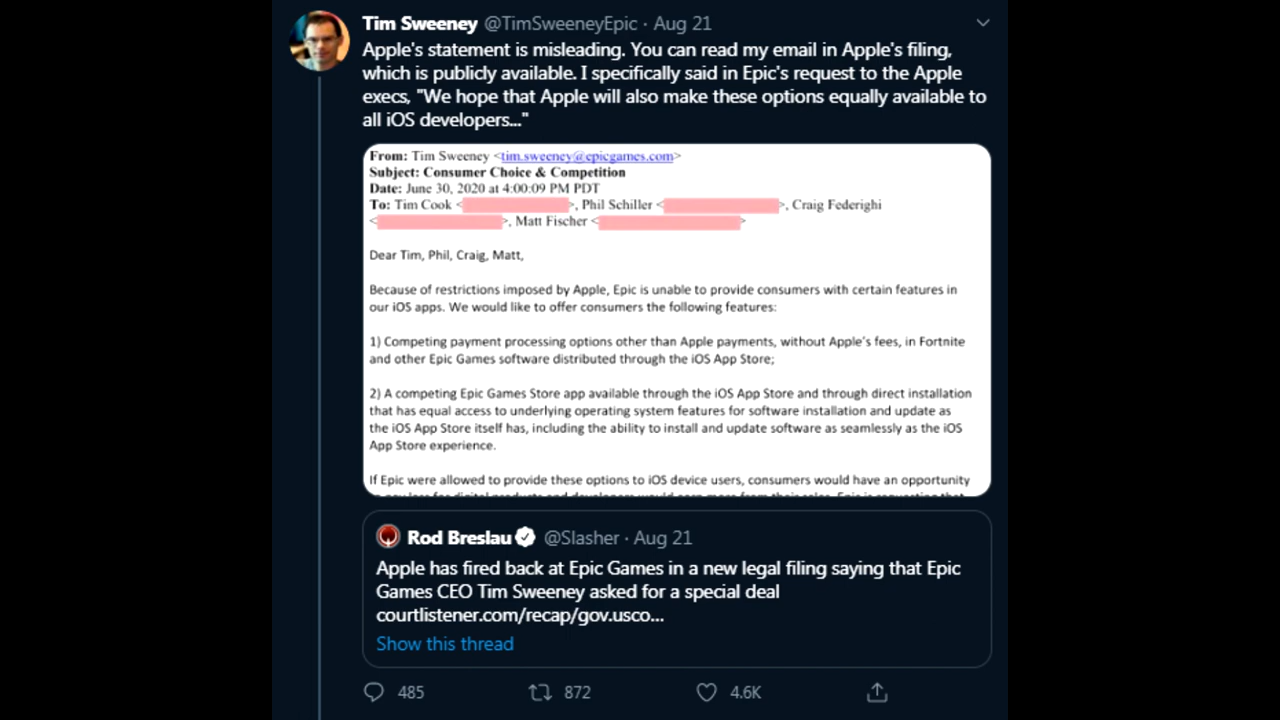 Tim Sweeney @TimSweeneyEpic · Aug 21
Apple's statement is misleading. You can read my email in Apple's filing,
which is publicly available. I specifically said in Epic's request to the Apple
execs, "We hope that Apple will also make these options equally available to
all iOS developers..."
From: Tim Sweeney <tim.sweeney@epicgames.com>
Subject: Consumer Choice & Competition
Date: June 30, 2020 at 4:00:09 PM PDT
To: Tim Cook < >, Phil Schiller < >, Craig Federighi
< >, Matt Fischer < >
Dear Tim, Phil, Craig, Matt,
Because of restrictions imposed by Apple, Epic is unable to provide consumers with certain features in
our iOS apps. We would like to offer consumers the following features:
1) Competing payment processing options other than Apple payments, without Apple's fees, in Fortnite
and other Epic Games software distributed through the iOS App Store;
2) A competing Epic Games Store app available through the iOS App Store and through direct installation
that has equal access to underlying operating system features for software installation and update as
the iOS App Store itself has, including the ability to install and update software as seamlessly as the iOS
App Store experience.
If Epic were allowed to provide these options to iOS device users, consumers would have an opportunity
Rod Breslau @Slasher · Aug 21
Apple has fired back at Epic Games in a new legal filing saying that Epic
Games CEO Tim Sweeney asked for a special deal
courtlistener.com/recap/gov.usco...
Show this thread
485 872 4.6K